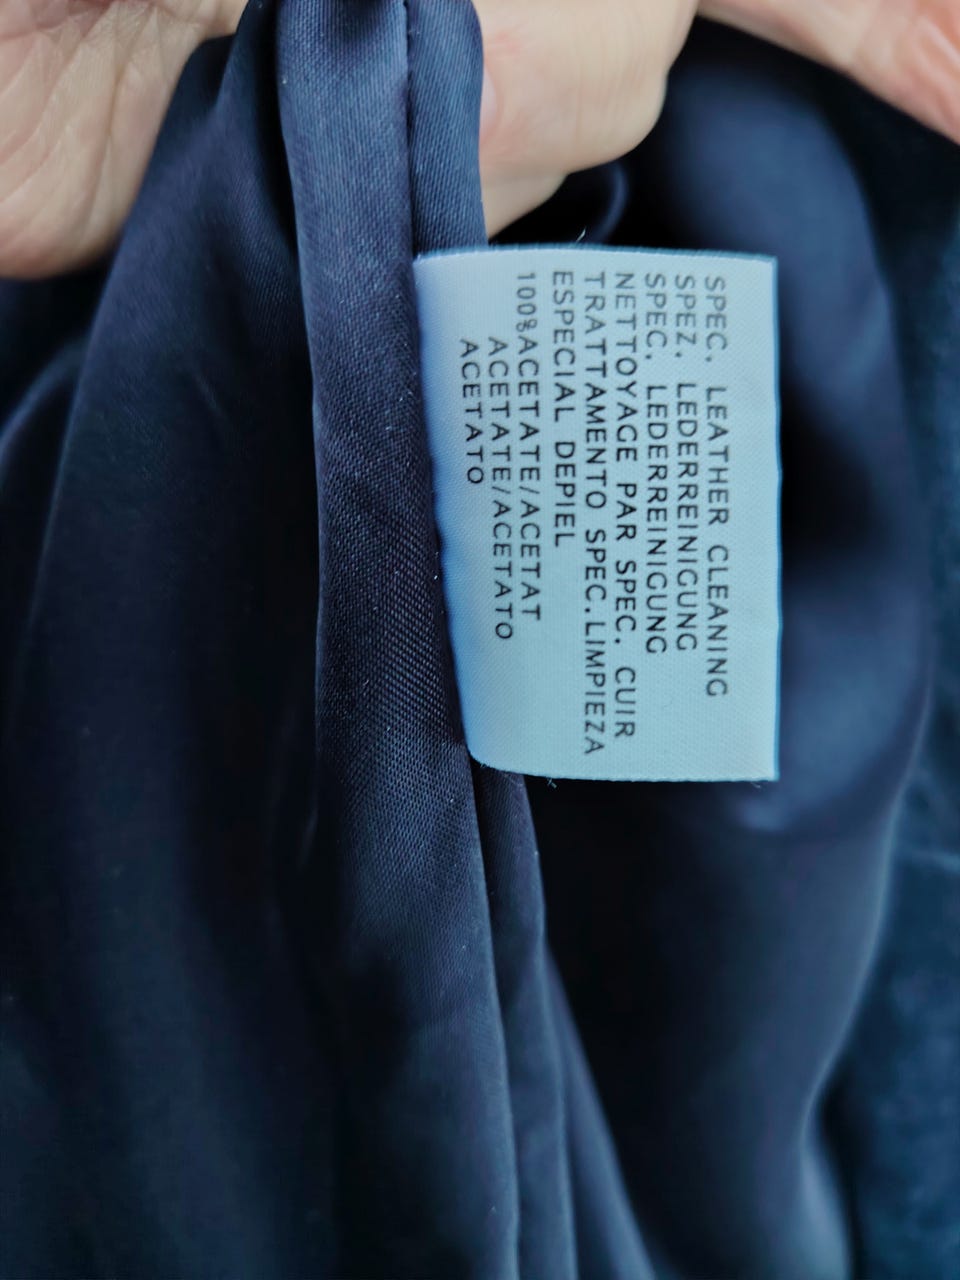 SPEC. LEATHER CLEANING
SPEZ. LEDERREINIGUNG
SPEC. LEDERREINIGUNG
NETTOYAGE PAR SPEC. CUIR
TRATTAMENTO SPEC.LIMPIEZA
ESPECIAL DEPIEL
100%ACETATE/ACETAT
ACETATE/ACETATO
ACETATO